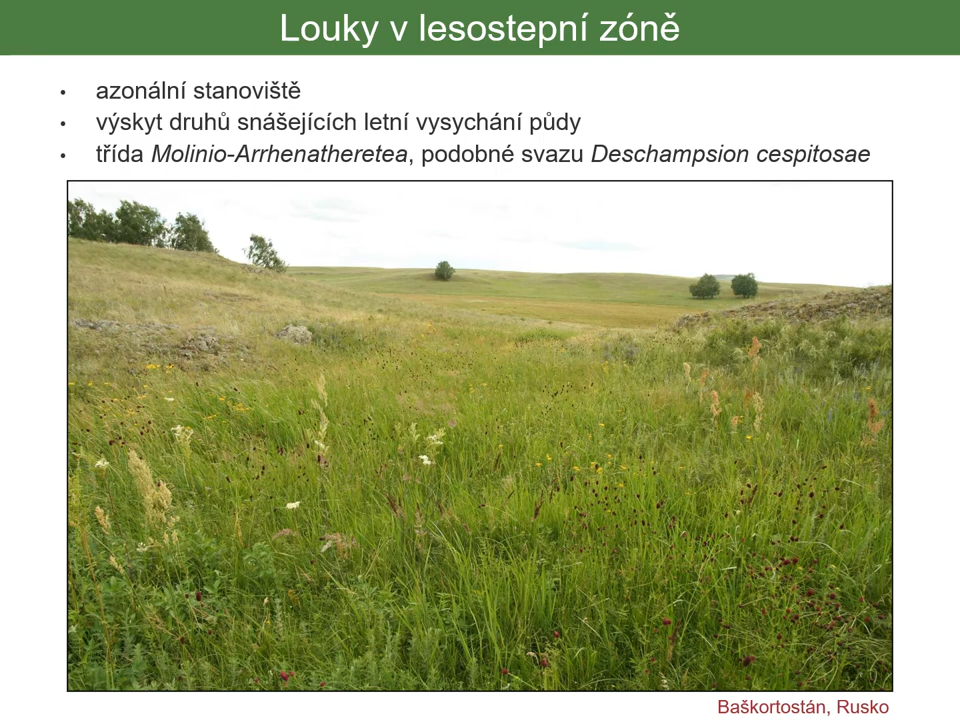 Louky v lesostepní zóně
• azonální stanoviště
• výskyt druhů snášejících letní vysychání půdy
• třída Molinio-Arrhenatheretea, podobné svazu Deschampsion cespitosae
Baškortostán, Rusko